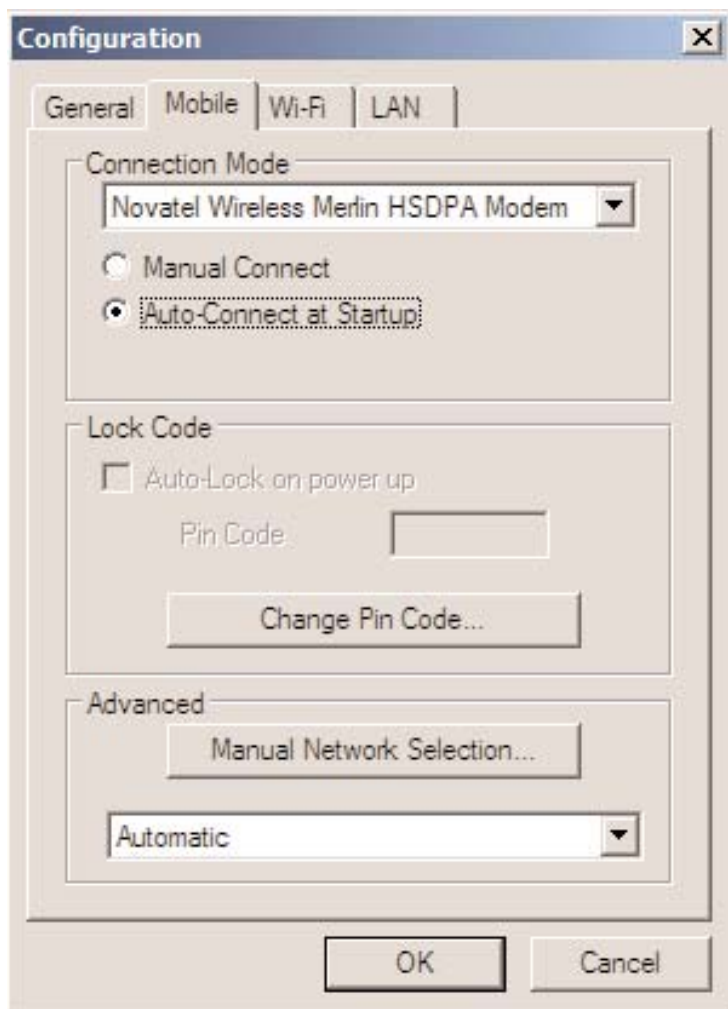 Configuration
General Mobile Wi-Fi LAN
Connection Mode
Novatel Wireless Merlin HSDPA Modem
Manual Connect
Auto-Connect at Startup
Lock Code
Auto-Lock on power up
Pin Code
Change Pin Code...
Advanced
Manual Network Selection...
Automatic
OK Cancel